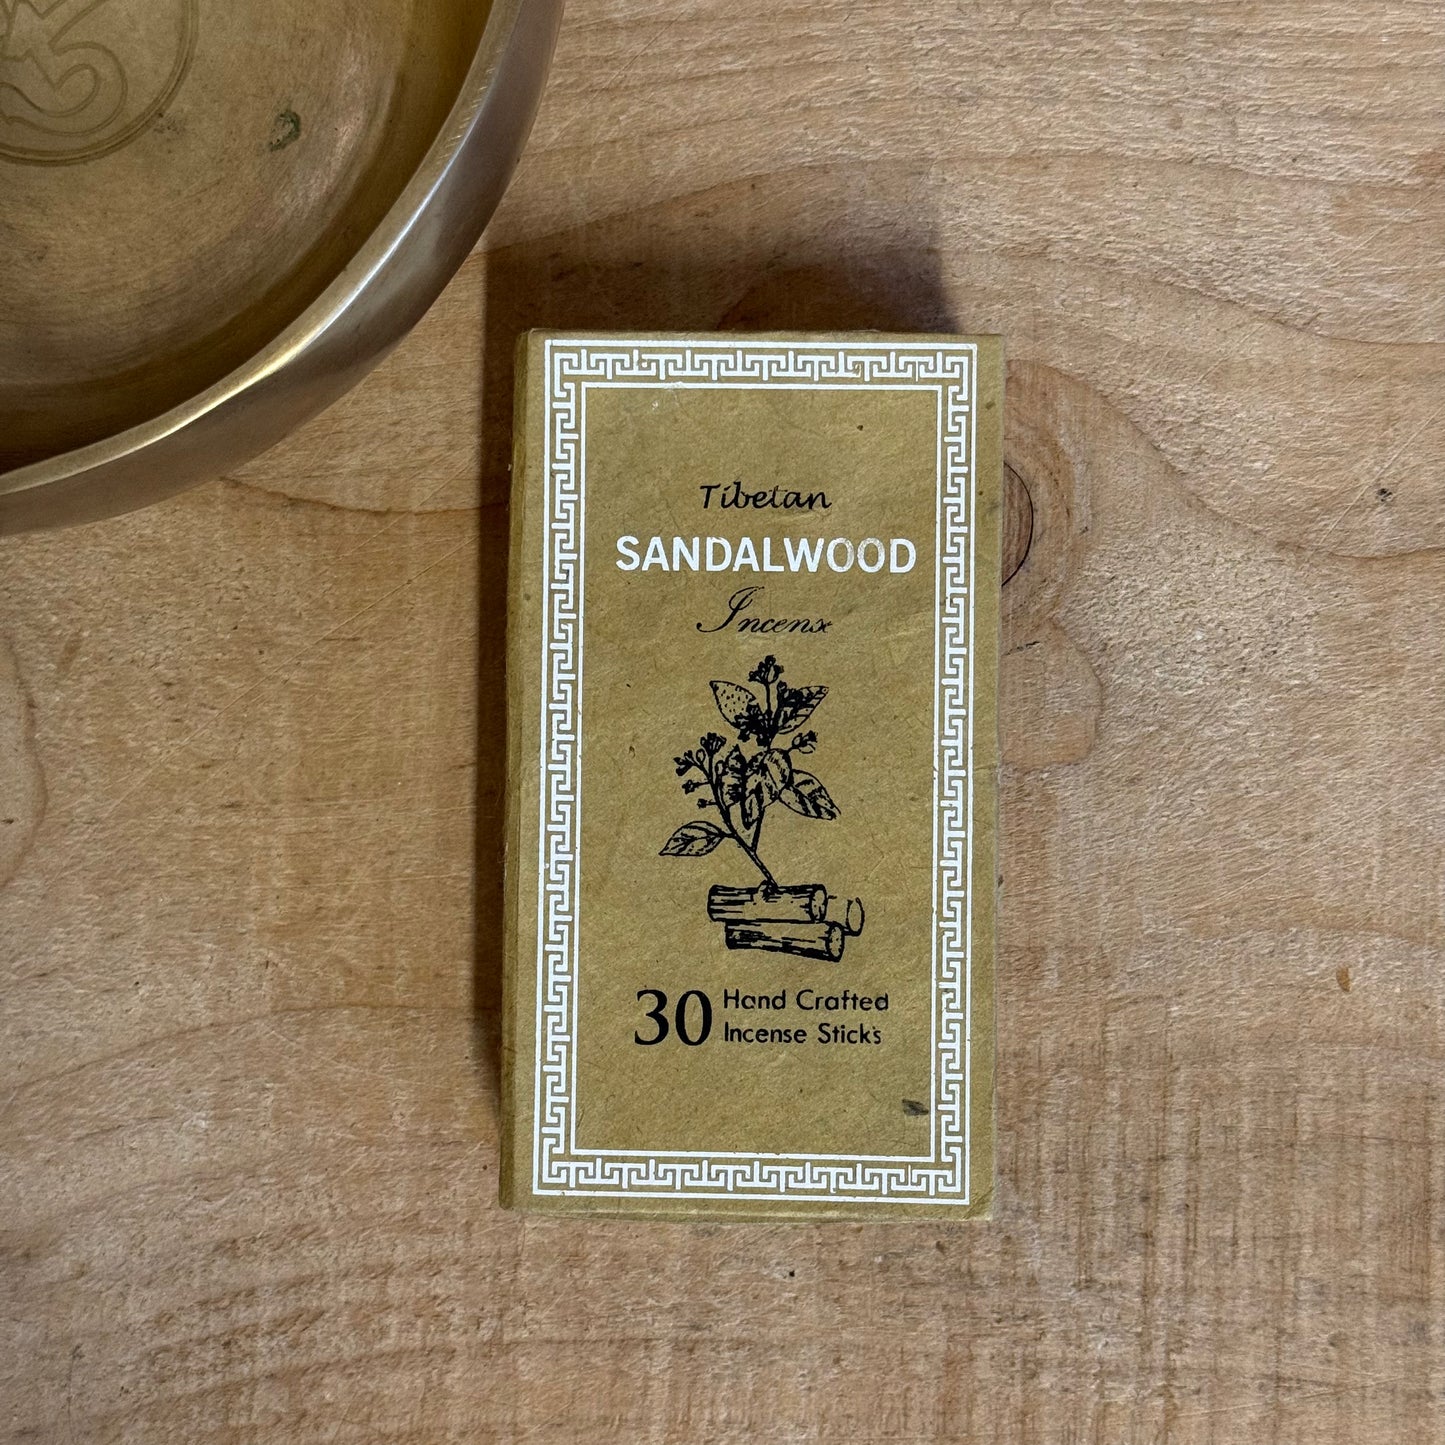 Tibetan
SANDALWOOD
Incense
30 Hand Crafted
Incense Sticks